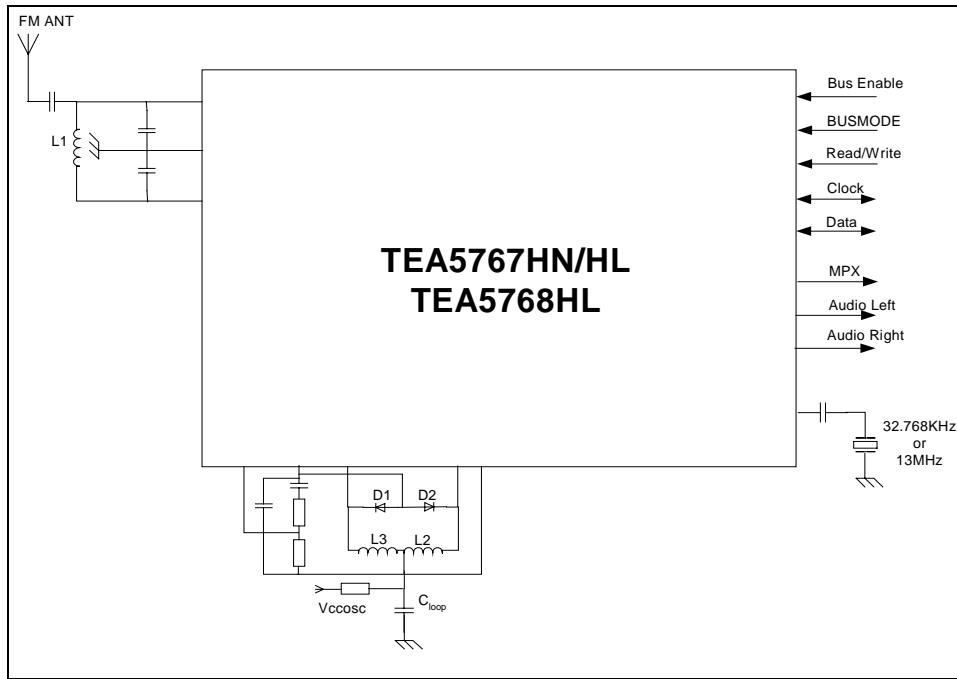 FM ANT
L1
Bus Enable
BUSMODE
Read/Write
Clock
Data
TEA5767HN/HL
TEA5768HL
MPX
Audio Left
Audio Right
32.768KHz
or
13MHz
D1
D2
L3
L2
Vccosc
Cloop